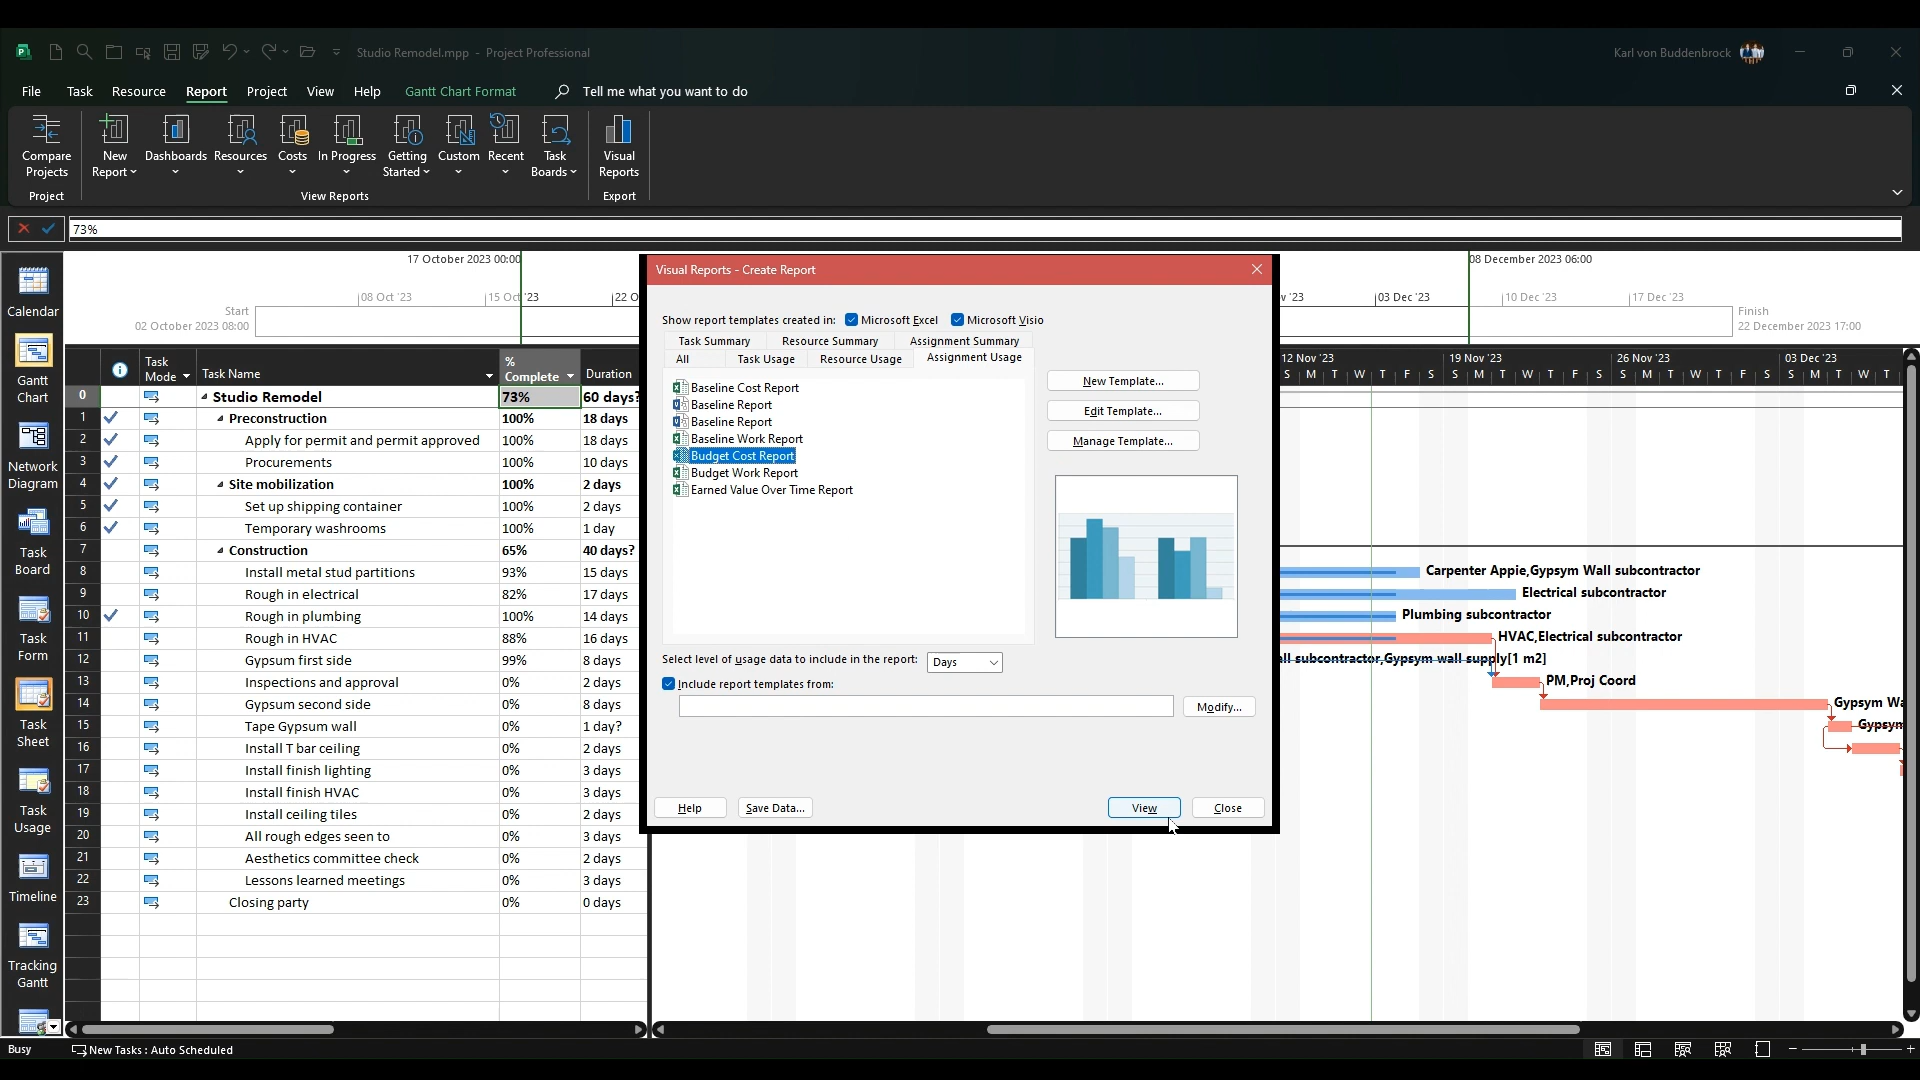 Studio Remodel.mpp - Project Professional
Karl von Buddenbrock
File Task Resource Report Project View Help Gantt Chart Format Tell me what you want to do
Compare Projects
New Report
Dashboards
Resources
Costs
In Progress
Getting Started
Custom
Recent
Task Boards
Visual Reports
Project
View Reports
Export
73%
17 October 2023 00:00
08 December 2023 06:00
08 Oct '23
15 Oct '23
22 O
v '23
03 Dec '23
10 Dec '23
17 Dec '23
Start
02 October 2023 08:00
Finish
22 December 2023 17:00
Calendar
Gantt Chart
Network Diagram
Task Board
Task Form
Task Sheet
Task Usage
Timeline
Tracking Gantt
Task Mode
Task Name
% Complete
Duration
0 Studio Remodel 73% 60 days?
1 Preconstruction 100% 18 days
2 Apply for permit and permit approved 100% 18 days
3 Procurements 100% 10 days
4 Site mobilization 100% 2 days
5 Set up shipping container 100% 2 days
6 Temporary washrooms 100% 1 day
7 Construction 65% 40 days?
8 Install metal stud partitions 93% 15 days
9 Rough in electrical 82% 17 days
10 Rough in plumbing 100% 14 days
11 Rough in HVAC 88% 16 days
12 Gypsum first side 99% 8 days
13 Inspections and approval 0% 2 days
14 Gypsum second side 0% 8 days
15 Tape Gypsum wall 0% 1 day?
16 Install T bar ceiling 0% 2 days
17 Install finish lighting 0% 3 days
18 Install finish HVAC 0% 3 days
19 Install ceiling tiles 0% 2 days
20 All rough edges seen to 0% 3 days
21 Aesthetics committee check 0% 2 days
22 Lessons learned meetings 0% 3 days
23 Closing party 0% 0 days
Visual Reports - Create Report
Show report templates created in: Microsoft Excel Microsoft Visio
Task Summary Resource Summary Assignment Summary
All Task Usage Resource Usage Assignment Usage
Baseline Cost Report
Baseline Report
Baseline Report
Baseline Work Report
Budget Cost Report
Budget Work Report
Earned Value Over Time Report
New Template...
Edit Template...
Manage Template...
Select level of usage data to include in the report: Days
Include report templates from:
Modify...
Help Save Data... View Close
12 Nov '23 19 Nov '23 26 Nov '23 03 Dec '23
S M T W T F S S M T W T F S S M T W T F S S M T W T
Carpenter Appie,Gypsym Wall subcontractor
Electrical subcontractor
Plumbing subcontractor
HVAC,Electrical subcontractor
all subcontractor,Gypsym wall supply[1 m2]
PM,Proj Coord
Gypsym Wa
Gypsym
Busy New Tasks : Auto Scheduled